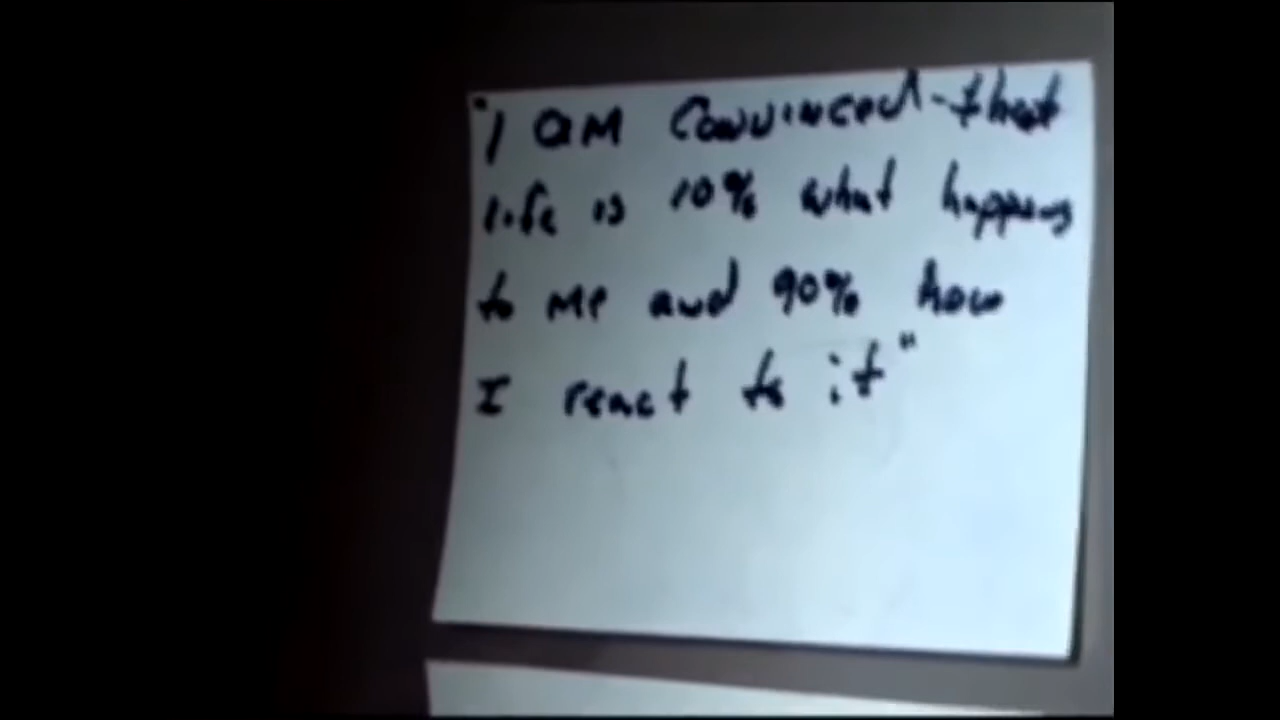 "I am convinced that
life is 10% what happens
to me and 90% how
I react to it"